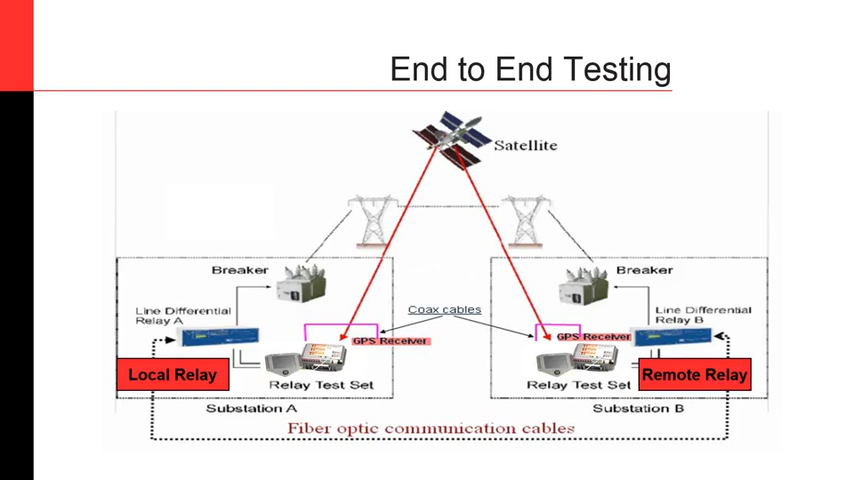 End to End Testing
Satellite
Breaker
Breaker
Line Differential
Relay A
Coax cables
Line Differential
Relay B
GPS Receiver
GPS Receiver
Local Relay
Relay Test Set
Relay Test Set
Remote Relay
Substation A
Substation B
Fiber optic communication cables